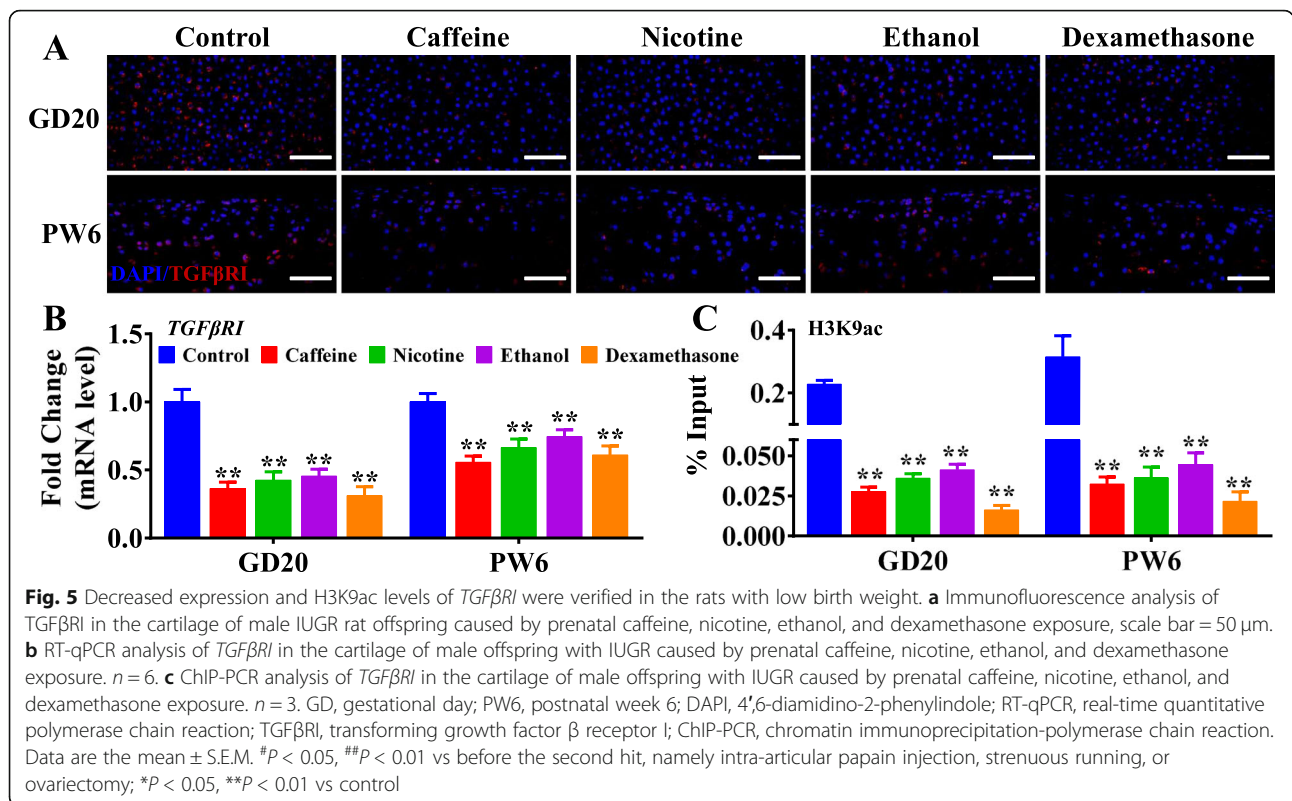 A
Control Caffeine Nicotine Ethanol Dexamethasone
GD20
PW6
DAPI/TGFβRI
B
TGFβRI
Control Caffeine Nicotine Ethanol Dexamethasone
Fold Change
(mRNA level)
1.5
1.0
0.5
0.0
** ** ** ** ** ** ** **
GD20 PW6
C
H3K9ac
% Input
0.4
0.2
0.050
0.025
0.000
** ** ** ** ** ** ** **
GD20 PW6
Fig. 5 Decreased expression and H3K9ac levels of TGFβRI were verified in the rats with low birth weight. a Immunofluorescence analysis of
TGFβRI in the cartilage of male IUGR rat offspring caused by prenatal caffeine, nicotine, ethanol, and dexamethasone exposure, scale bar = 50 μm.
b RT-qPCR analysis of TGFβRI in the cartilage of male offspring with IUGR caused by prenatal caffeine, nicotine, ethanol, and dexamethasone
exposure. n = 6. c ChIP-PCR analysis of TGFβRI in the cartilage of male offspring with IUGR caused by prenatal caffeine, nicotine, ethanol, and
dexamethasone exposure. n = 3. GD, gestational day; PW6, postnatal week 6; DAPI, 4′,6-diamidino-2-phenylindole; RT-qPCR, real-time quantitative
polymerase chain reaction; TGFβRI, transforming growth factor β receptor I; ChIP-PCR, chromatin immunoprecipitation-polymerase chain reaction.
Data are the mean ± S.E.M. #P < 0.05, ##P < 0.01 vs before the second hit, namely intra-articular papain injection, strenuous running, or
ovariectomy; *P < 0.05, **P < 0.01 vs control